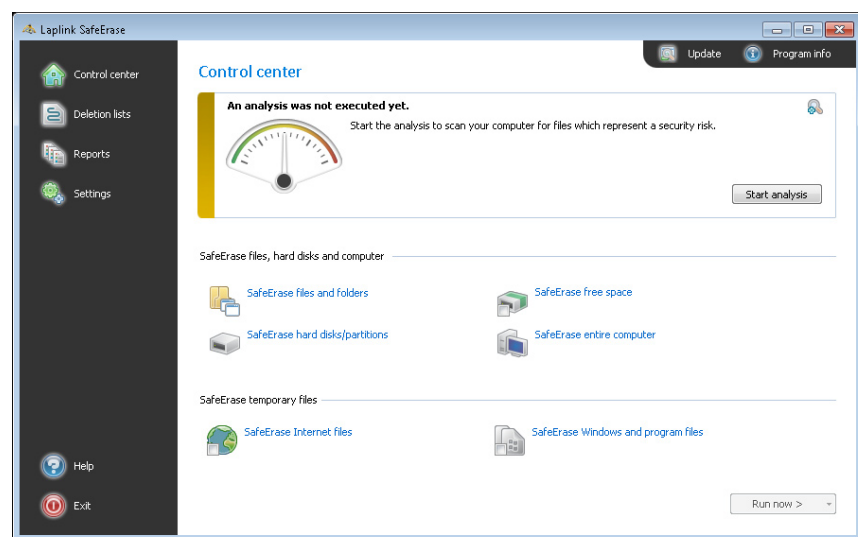 Laplink SafeErase
Update
Program info
Control center
Deletion lists
Reports
Settings
Help
Exit
Control center
An analysis was not executed yet.
Start the analysis to scan your computer for files which represent a security risk.
Start analysis
SafeErase files, hard disks and computer
SafeErase files and folders
SafeErase free space
SafeErase hard disks/partitions
SafeErase entire computer
SafeErase temporary files
SafeErase Internet files
SafeErase Windows and program files
Run now >